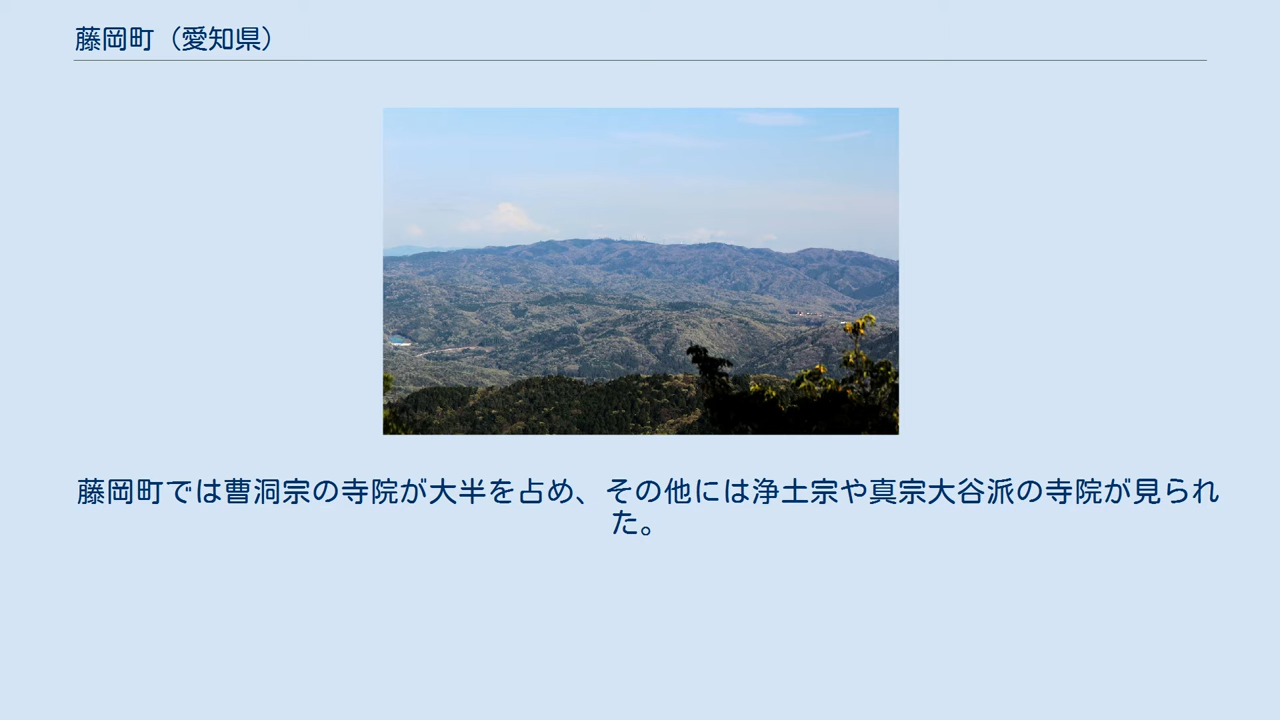 藤岡町（愛知県）
藤岡町では曹洞宗の寺院が大半を占め、その他には浄土宗や真宗大谷派の寺院が見られ
た。